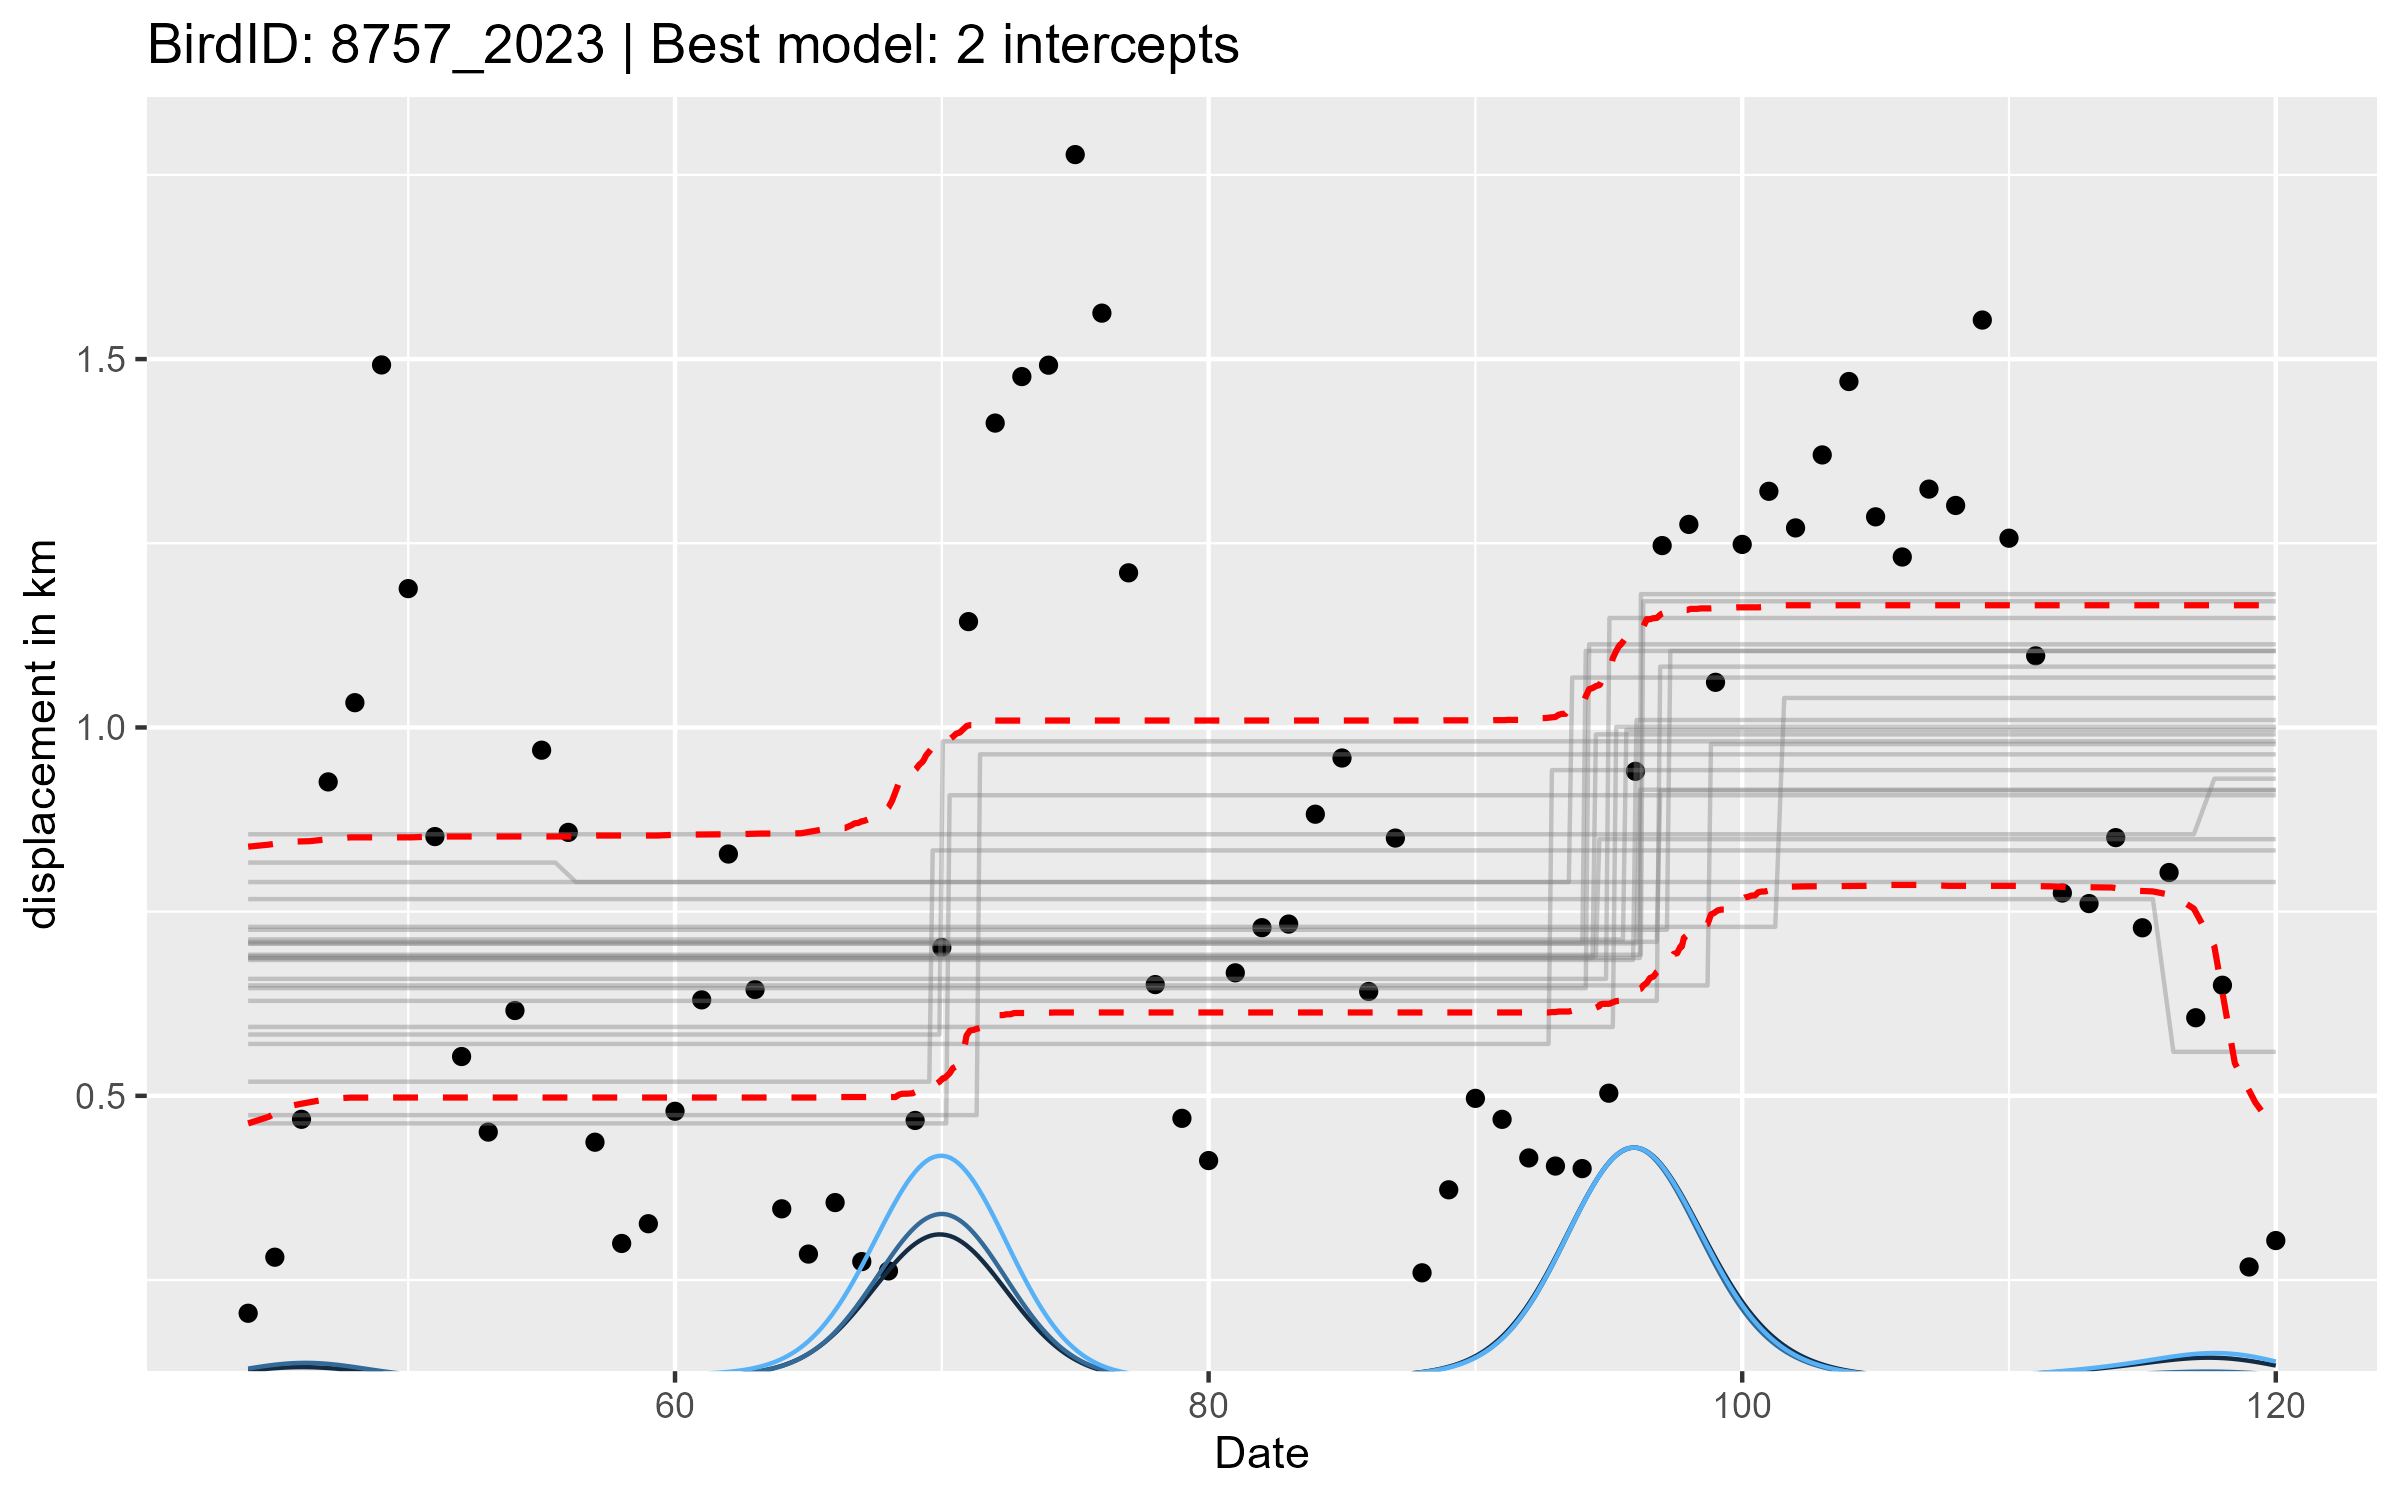 BirdID: 8757_2023 | Best model: 2 intercepts
displacement in km
1.5
1.0
0.5
60
80
100
120
Date